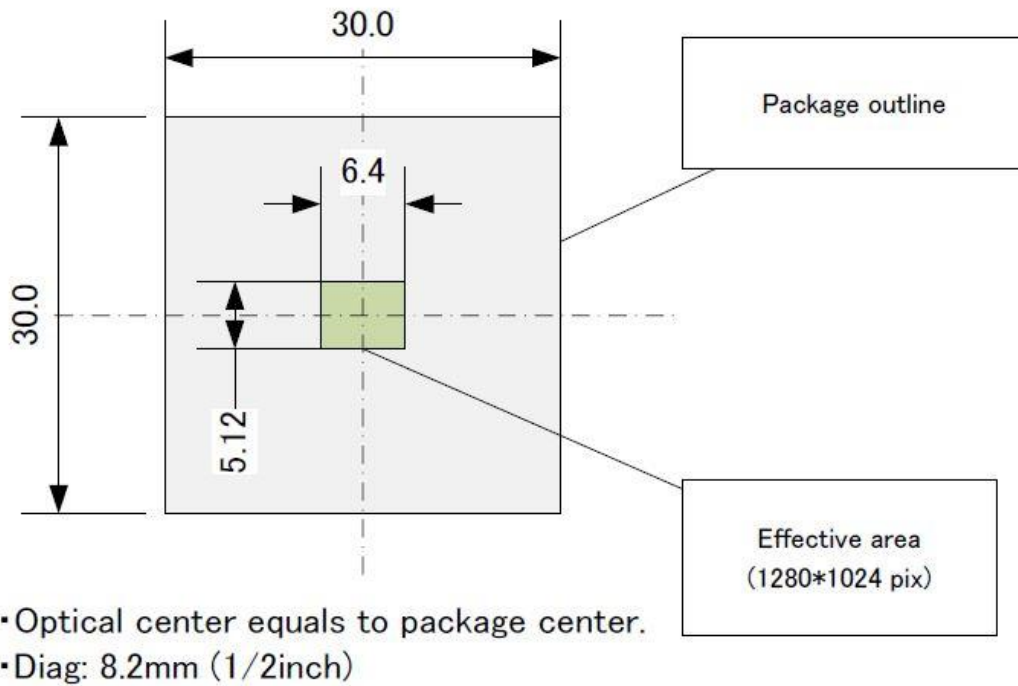 30.0
Package outline
6.4
30.0
5.12
Effective area
(1280*1024 pix)
・Optical center equals to package center.
・Diag: 8.2mm (1/2inch)